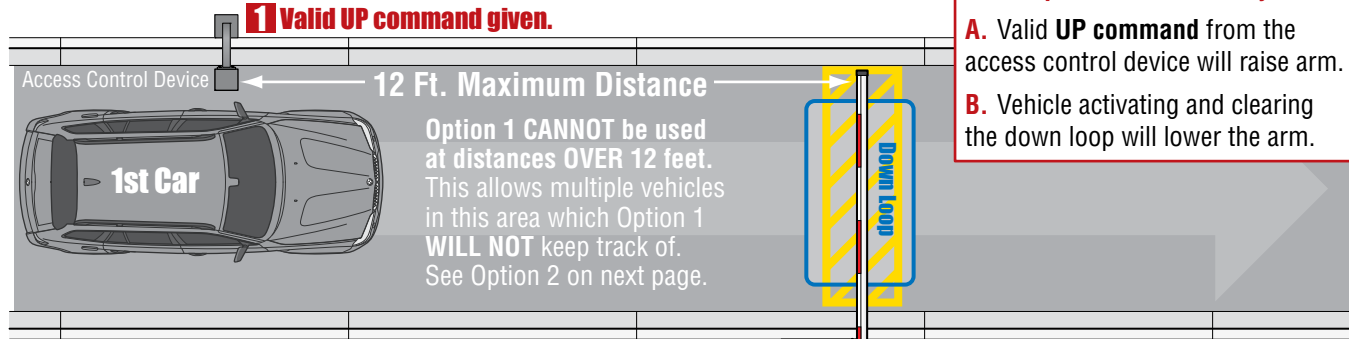 1 Valid UP command given.
Access Control Device
12 Ft. Maximum Distance
Option 1 CANNOT be used
at distances OVER 12 feet.
This allows multiple vehicles
in this area which Option 1
WILL NOT keep track of.
See Option 2 on next page.
1st Car
Down Loop
A. Valid UP command from the
access control device will raise arm.
B. Vehicle activating and clearing
the down loop will lower the arm.